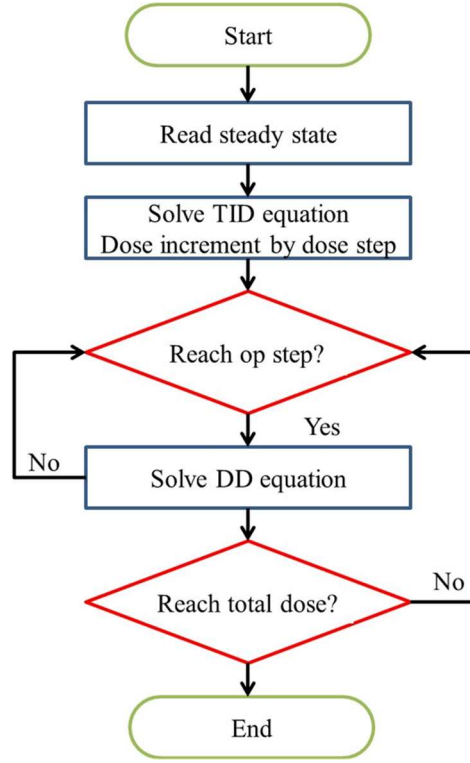 Start
Read steady state
Solve TID equation
Dose increment by dose step
Reach op step?
Yes
No
Solve DD equation
Reach total dose?
No
End